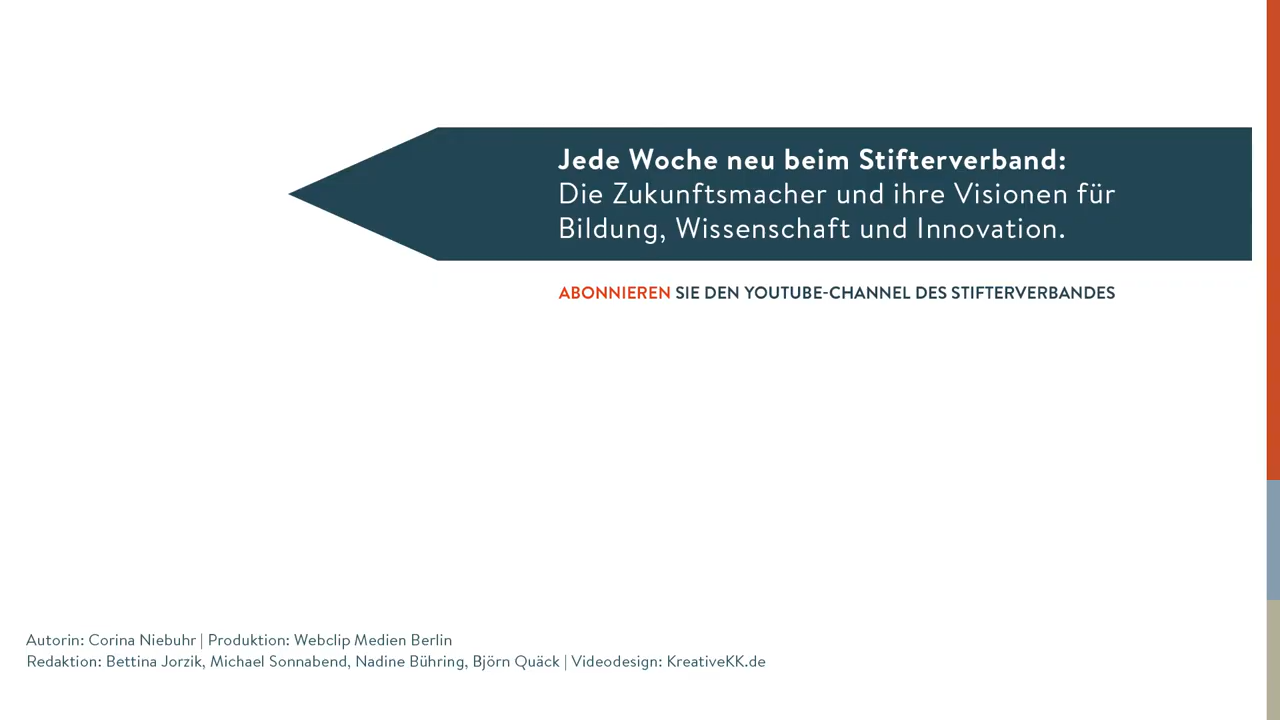 Jede Woche neu beim Stifterverband:
Die Zukunftsmacher und ihre Visionen für
Bildung, Wissenschaft und Innovation.
ABONNIEREN SIE DEN YOUTUBE-CHANNEL DES STIFTERVERBANDES
Autorin: Corina Niebuhr | Produktion: Webclip Medien Berlin
Redaktion: Bettina Jorzik, Michael Sonnabend, Nadine Bühring, Björn Quäck | Videodesign: KreativeKK.de